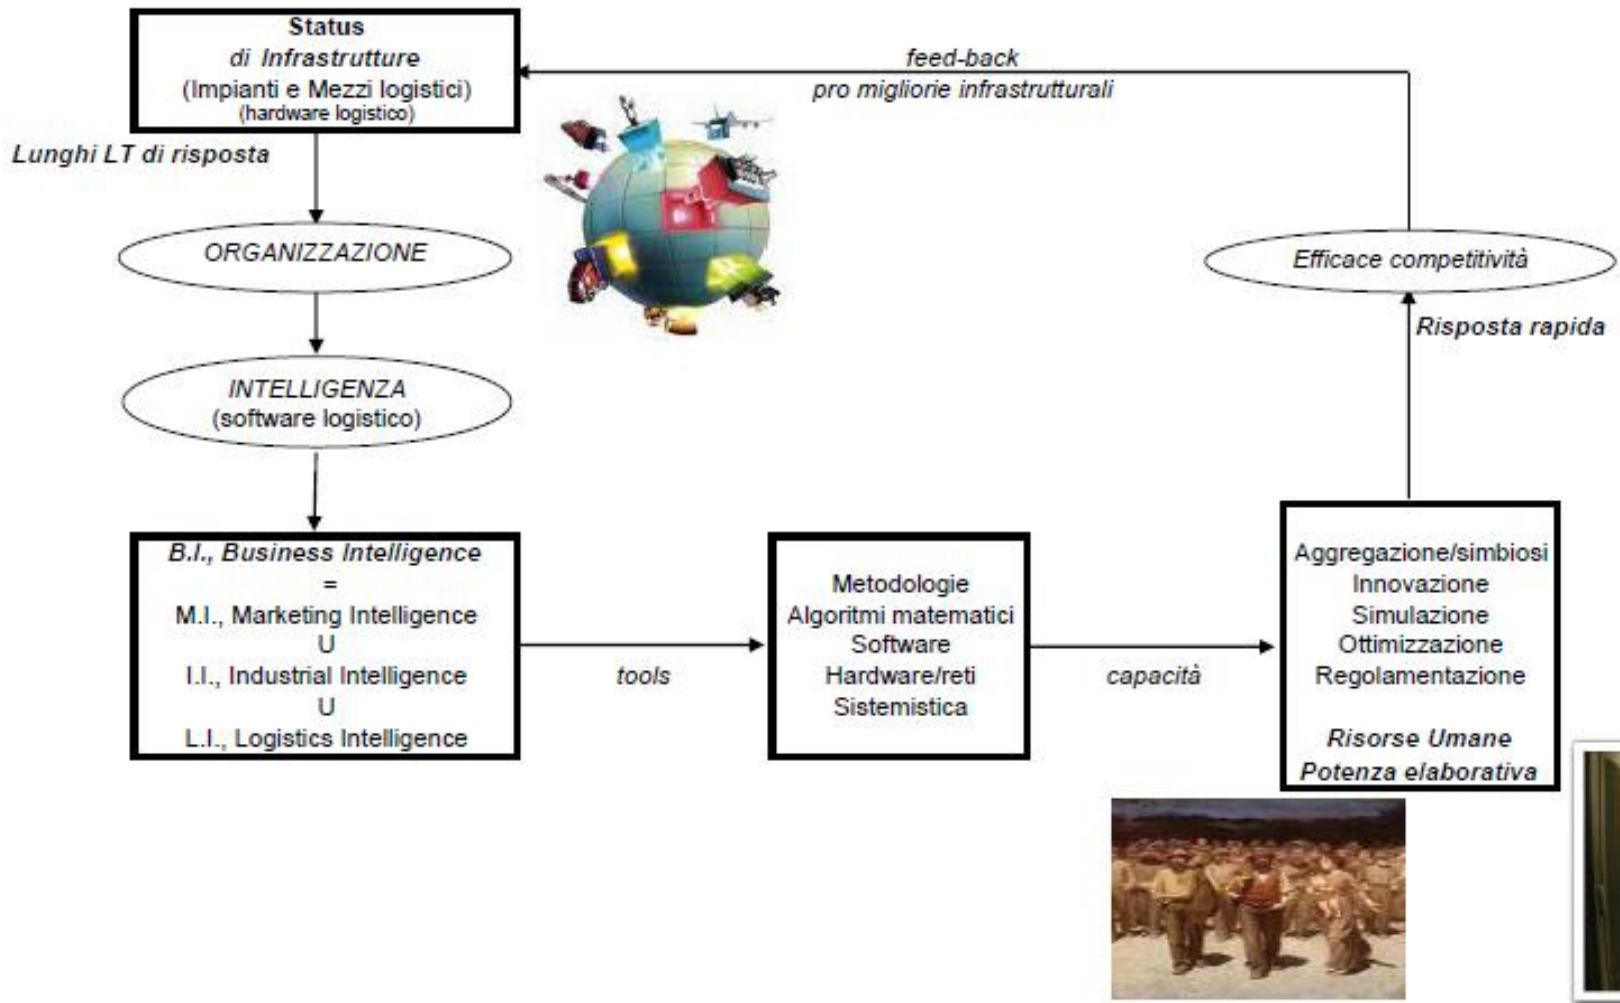 Status
di Infrastrutture
(Impianti e Mezzi logistici)
(hardware logistico)
feed-back
pro migliorie infrastrutturali
Lunghi LT di risposta
ORGANIZZAZIONE
Efficace competitività
Risposta rapida
INTELLIGENZA
(software logistico)
B.I., Business Intelligence
=
M.I., Marketing Intelligence
U
I.I., Industrial Intelligence
U
L.I., Logistics Intelligence
tools
Metodologie
Algoritmi matematici
Software
Hardware/reti
Sistemistica
capacità
Aggregazione/simbiosi
Innovazione
Simulazione
Ottimizzazione
Regolamentazione
Risorse Umane
Potenza elaborativa